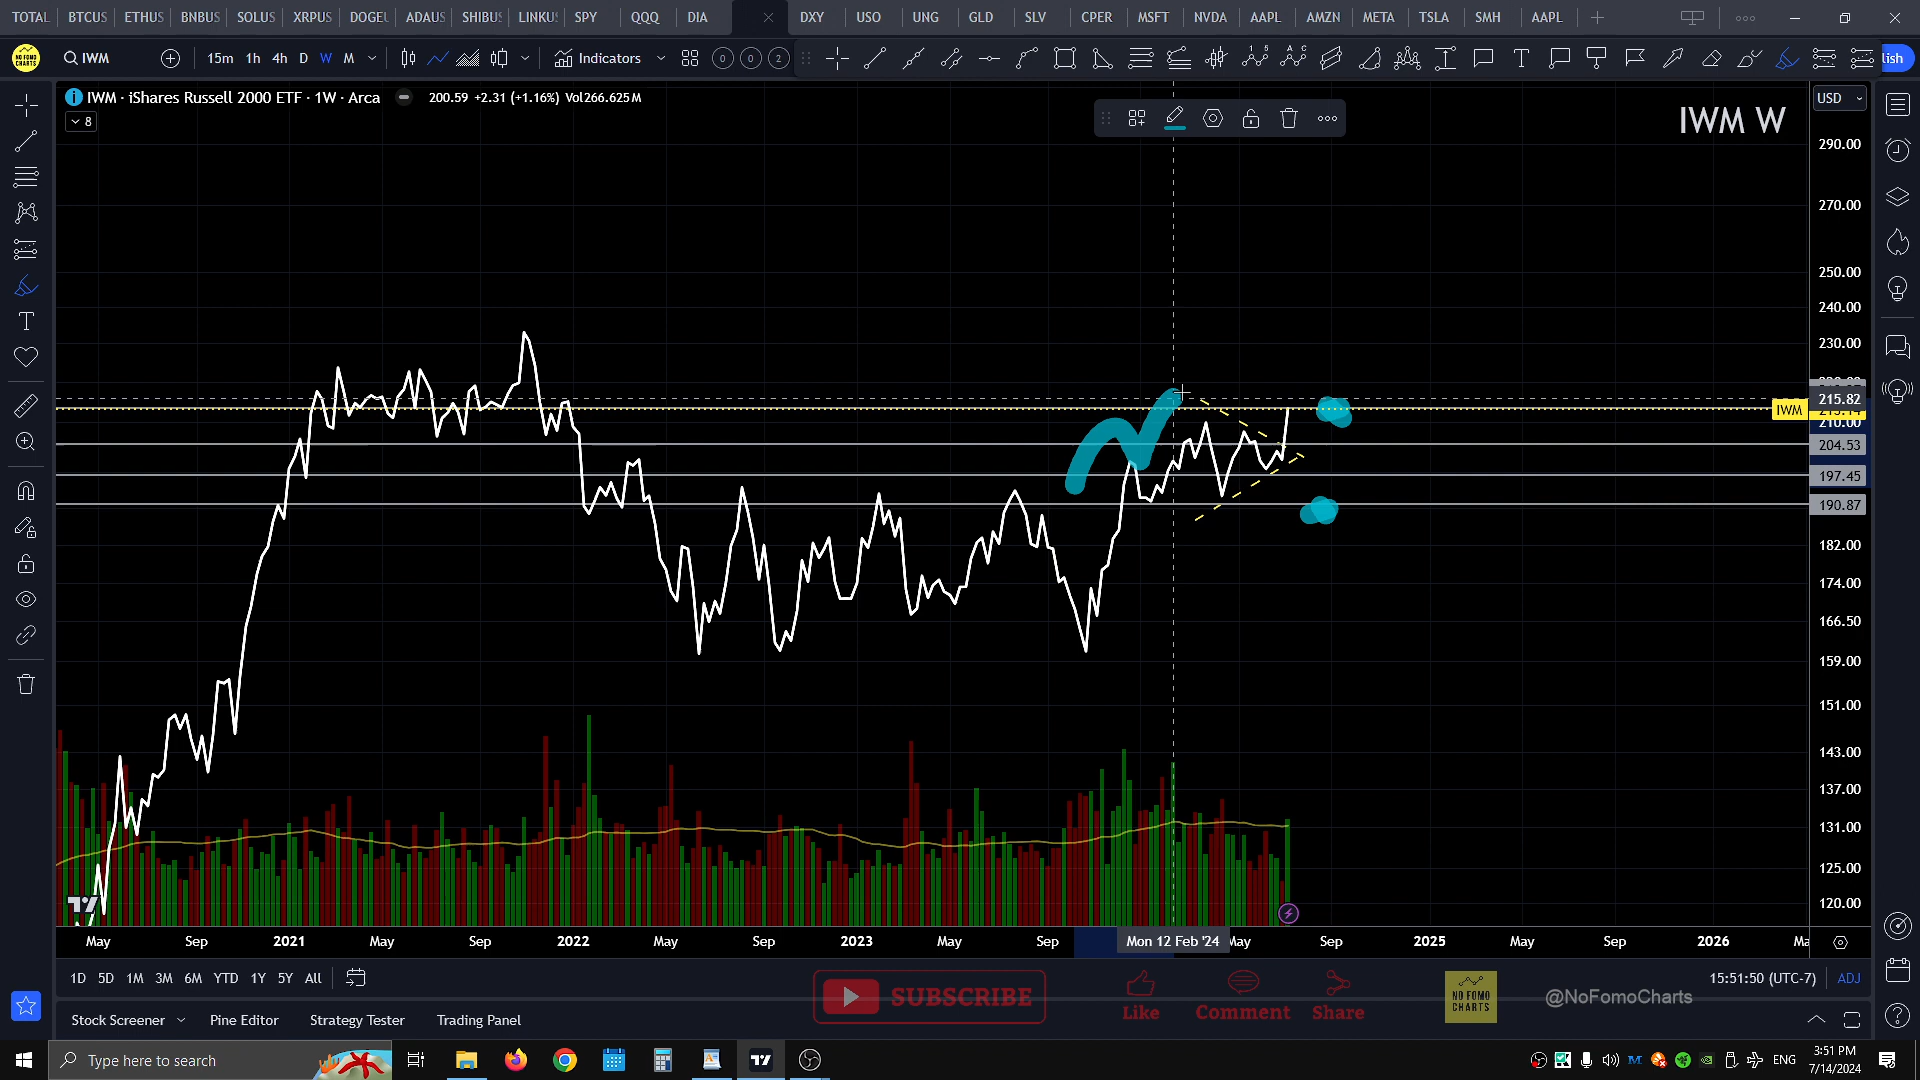 TOTAL BTCUS ETHUS BNBUS SOLUS XRPUS DOGEU ADAUS SHIBUS LINKUS SPY QQQ DIA DXY USO UNG GLD SLV CPER MSFT NVDA AAPL AMZN META TSLA SMH AAPL
NO FOMO CHARTS IWM 15m 1h 4h D W M Indicators 0 0 2 lish
IWM · iShares Russell 2000 ETF · 1W · Arca 200.59 +2.31 (+1.16%) Vol266.625M
8
IWM W
USD
290.00
270.00
250.00
240.00
230.00
215.82
IWM
210.00
204.53
197.45
190.87
182.00
174.00
166.50
159.00
151.00
143.00
137.00
131.00
125.00
120.00
May Sep 2021 May Sep 2022 May Sep 2023 May Sep Mon 12 Feb '24 May Sep 2025 May Sep 2026 Ma
1D 5D 1M 3M 6M YTD 1Y 5Y All 15:51:50 (UTC-7) ADJ
SUBSCRIBE Like Comment Share NO FOMO CHARTS @NoFomoCharts
Stock Screener Pine Editor Strategy Tester Trading Panel
Type here to search ENG 3:51 PM
7/14/2024